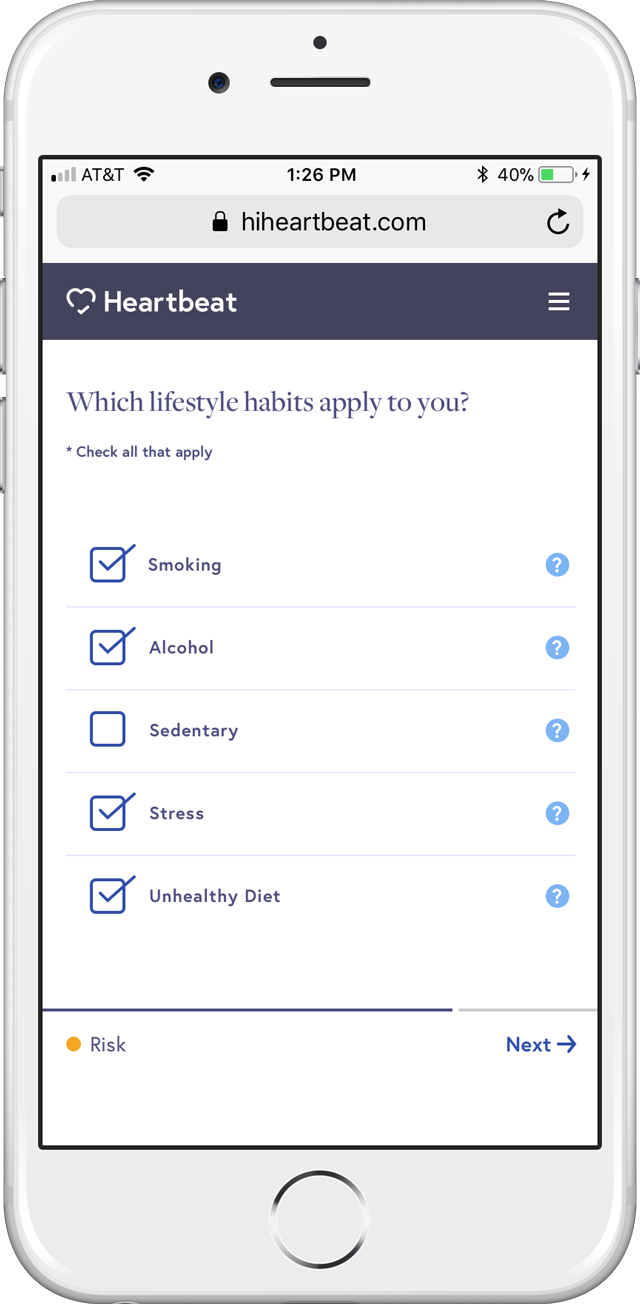 AT&T 1:26 PM 40%
hiheartbeat.com
Heartbeat
Which lifestyle habits apply to you?
* Check all that apply
Smoking ?
Alcohol ?
Sedentary ?
Stress ?
Unhealthy Diet ?
Risk Next →